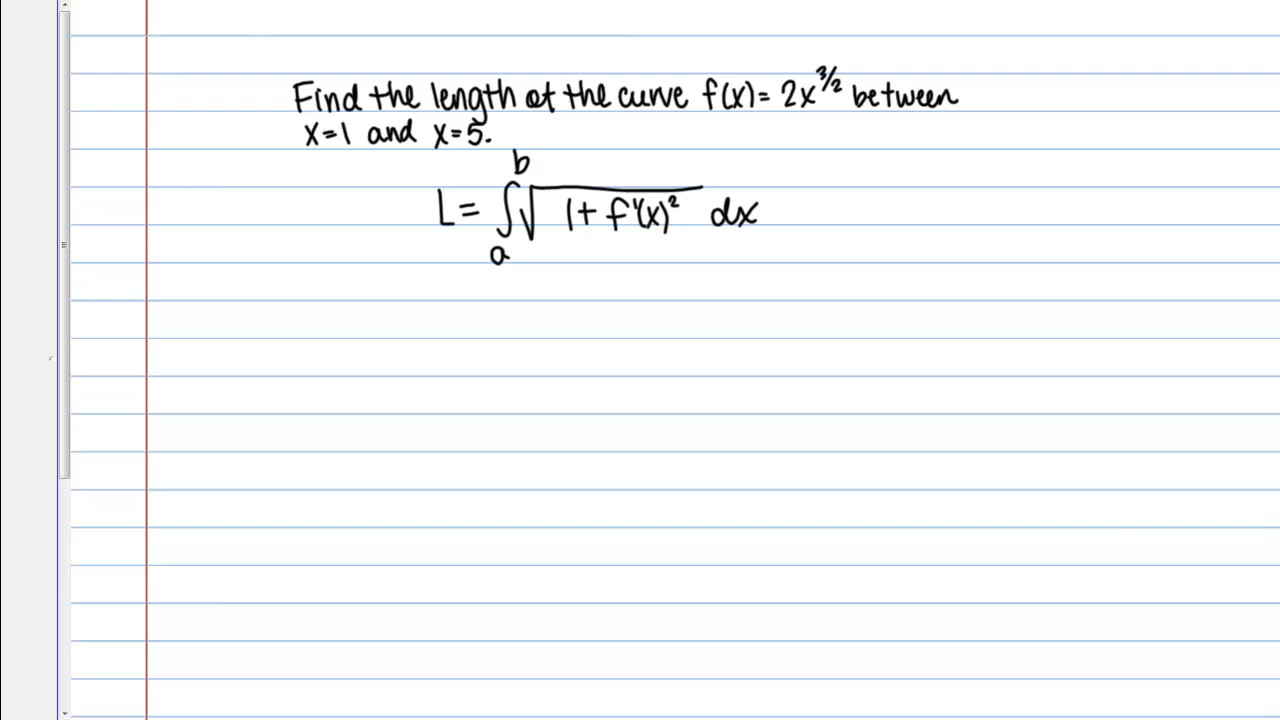 Find the length of the curve f(x) = 2x^{3/2} between
x=1 and x=5.
L = ∫_a^b √(1 + f'(x)²) dx